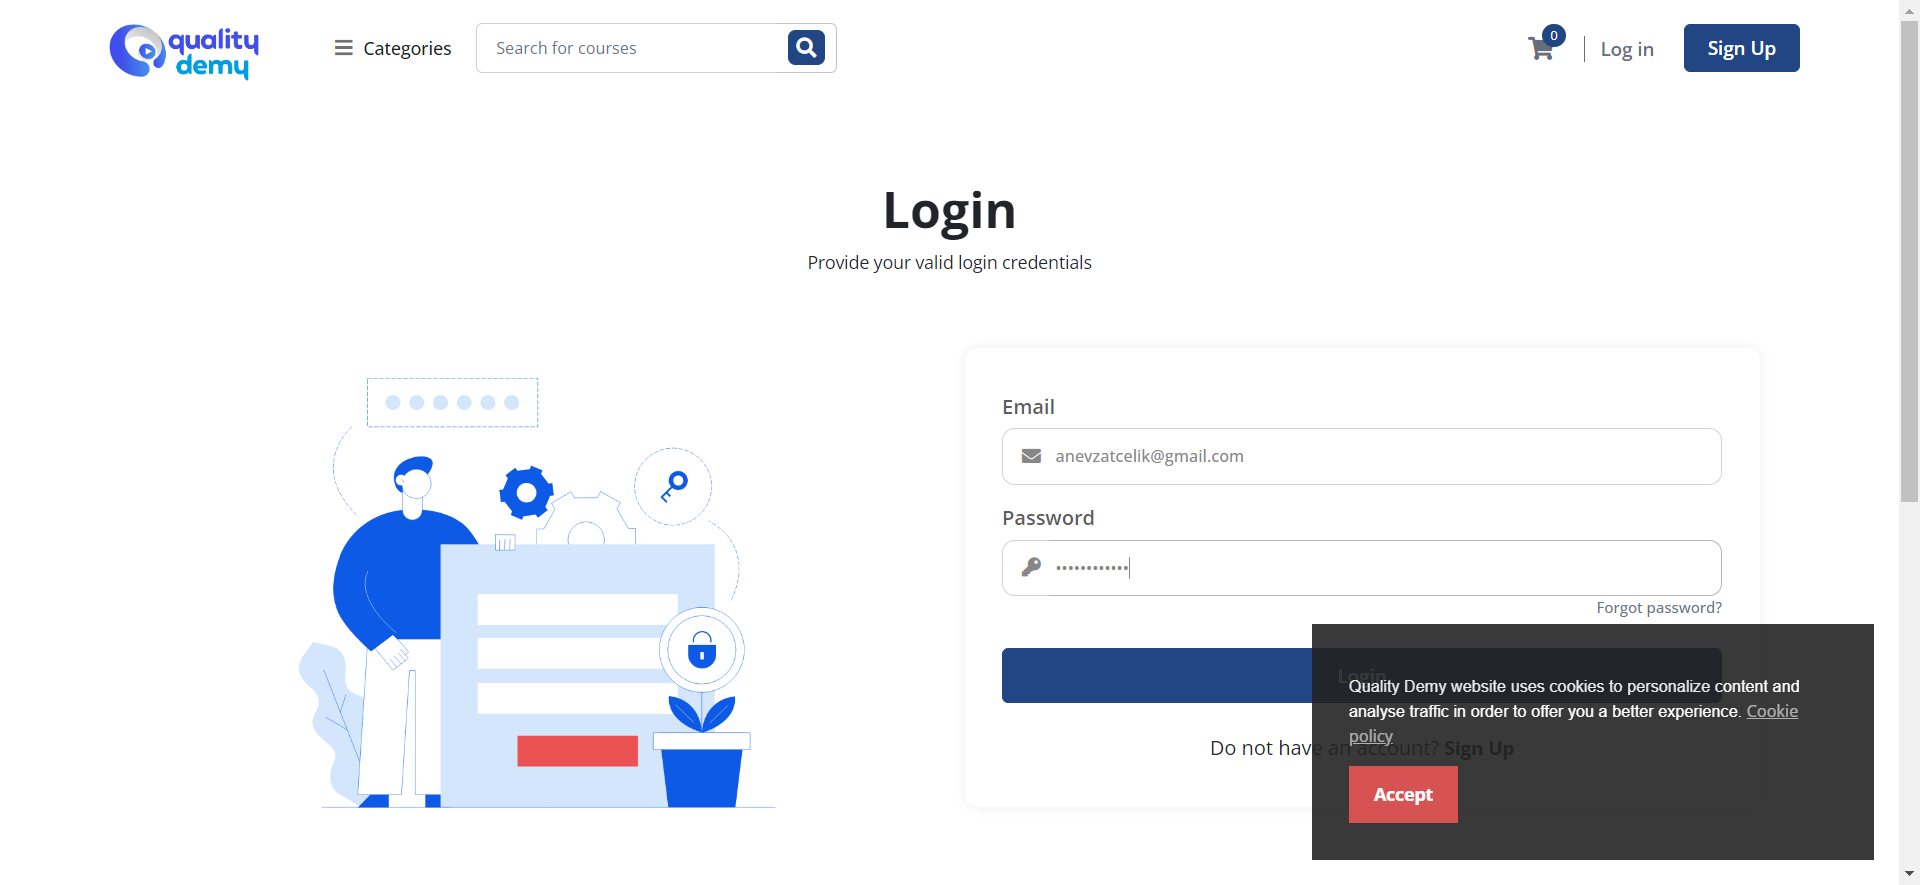 quality
demy
Categories
Search for courses
0
Log in
Sign Up
Login
Provide your valid login credentials
Email
anevzatcelik@gmail.com
Password
••••••••••••
Forgot password?
Login
Do not have an account? Sign Up
Quality Demy website uses cookies to personalize content and
analyse traffic in order to offer you a better experience. Cookie
policy
Accept